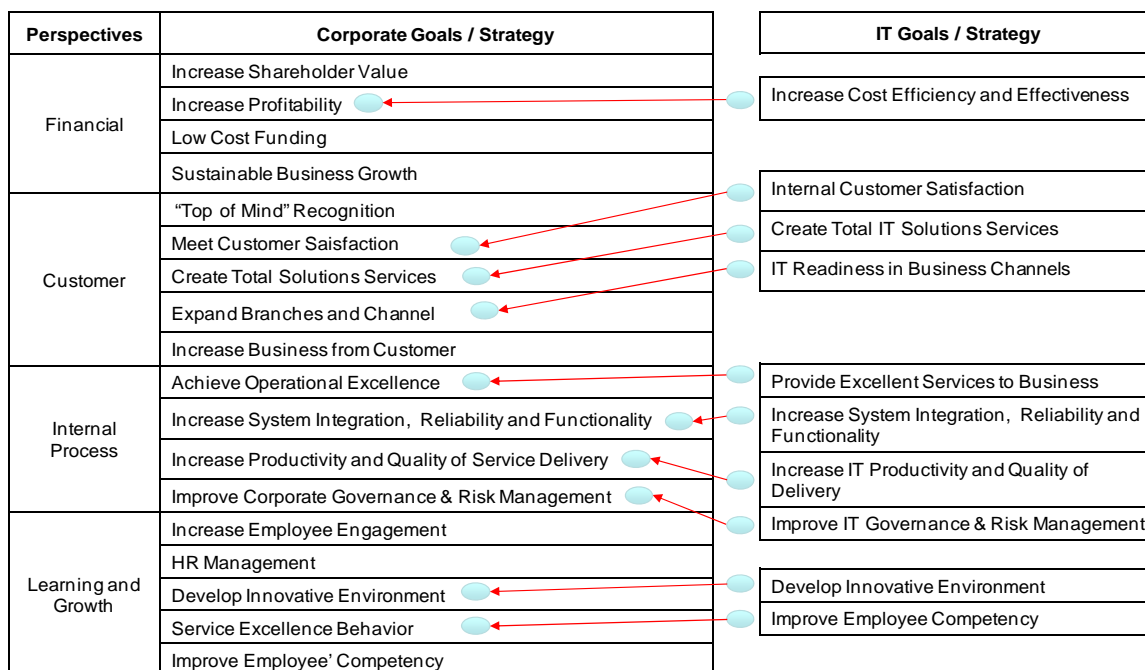 Perspectives
Corporate Goals / Strategy
IT Goals / Strategy
Financial
Increase Shareholder Value
Increase Profitability
Low Cost Funding
Sustainable Business Growth
Increase Cost Efficiency and Effectiveness
Customer
“Top of Mind” Recognition
Meet Customer Saisfaction
Create Total Solutions Services
Expand Branches and Channel
Increase Business from Customer
Internal Customer Satisfaction
Create Total IT Solutions Services
IT Readiness in Business Channels
Internal
Process
Achieve Operational Excellence
Increase System Integration, Reliability and Functionality
Increase Productivity and Quality of Service Delivery
Improve Corporate Governance & Risk Management
Provide Excellent Services to Business
Increase System Integration, Reliability and
Functionality
Increase IT Productivity and Quality of
Delivery
Improve IT Governance & Risk Management
Learning and
Growth
Increase Employee Engagement
HR Management
Develop Innovative Environment
Service Excellence Behavior
Improve Employee’ Competency
Develop Innovative Environment
Improve Employee Competency